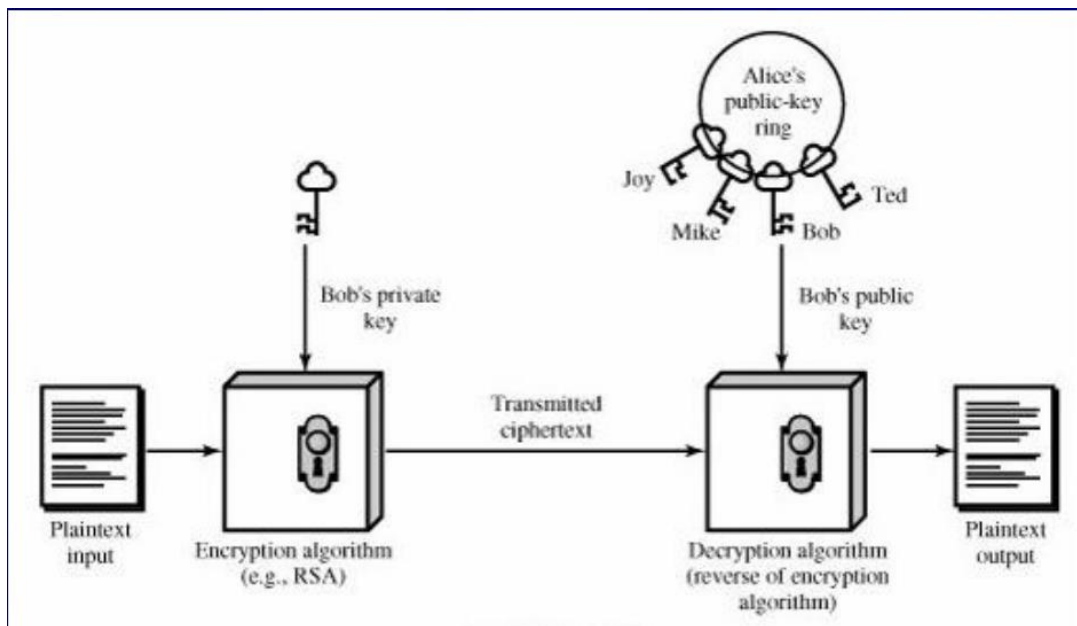 Alice's
public-key
ring
Joy
Mike
Bob
Ted
Bob's private
key
Bob's public
key
Transmitted
ciphertext
Plaintext
input
Encryption algorithm
(e.g., RSA)
Decryption algorithm
(reverse of encryption
algorithm)
Plaintext
output